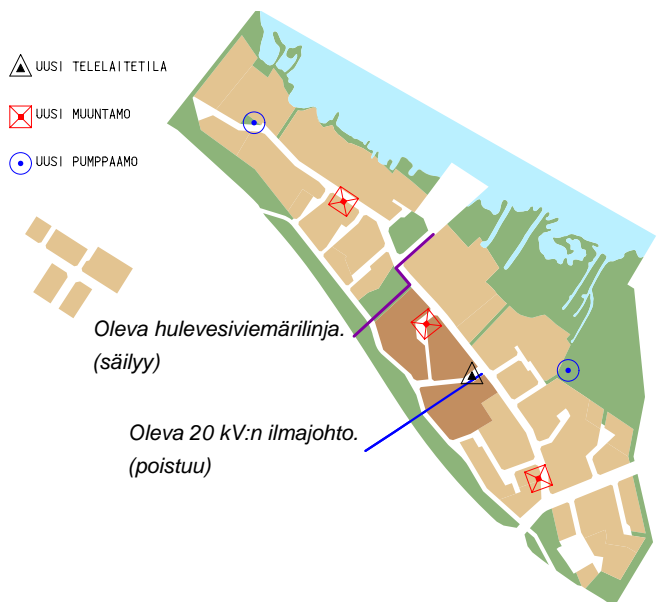 UUSI TELELAITETILA
UUSI MUUNTAMO
UUSI PUMPPAAMO
Oleva hulevesiviemärilinja.
(säilyy)
Oleva 20 kV:n ilmajohto.
(poistuu)